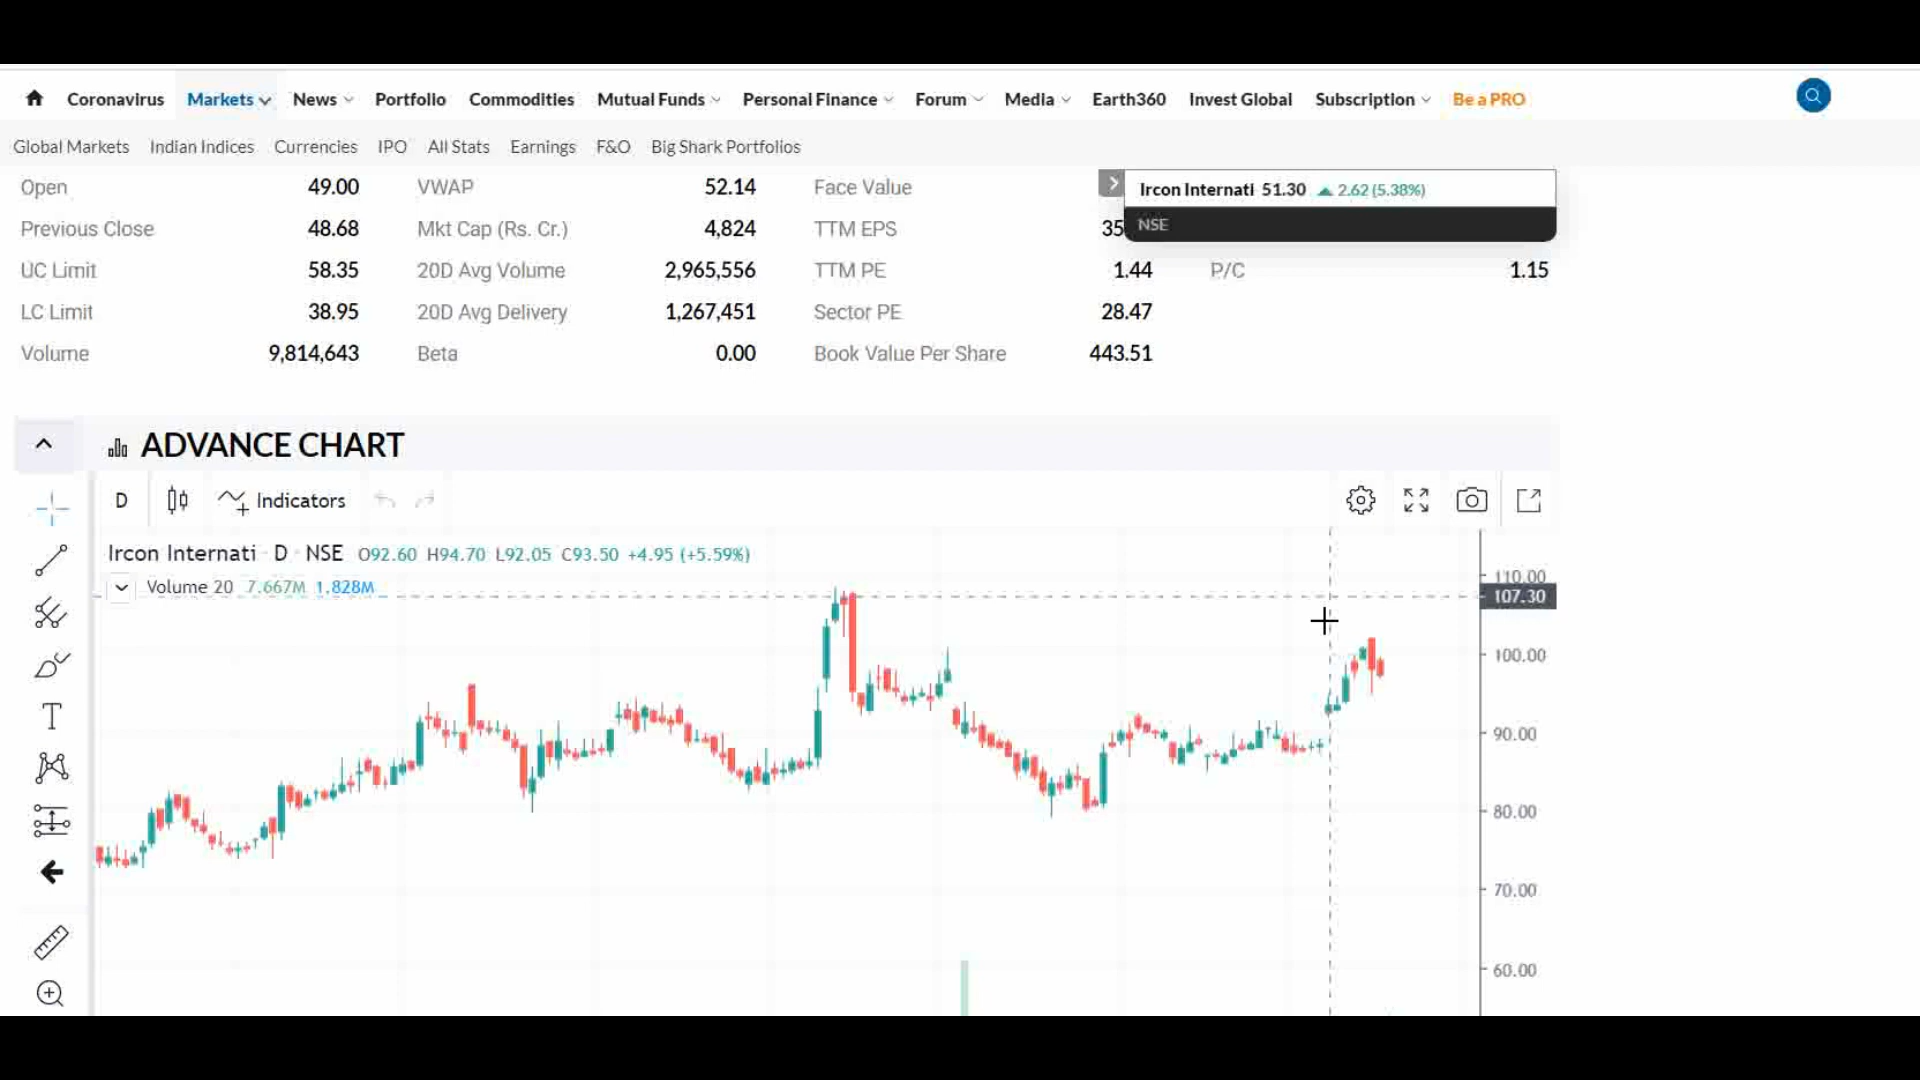 Coronavirus Markets News Portfolio Commodities Mutual Funds Personal Finance Forum Media Earth360 Invest Global Subscription Be a PRO
Global Markets Indian Indices Currencies IPO All Stats Earnings F&O Big Shark Portfolios
Open 49.00 VWAP 52.14 Face Value
Ircon Internati 51.30 2.62 (5.38%)
NSE
Previous Close 48.68 Mkt Cap (Rs. Cr.) 4,824 TTM EPS 35
UC Limit 58.35 20D Avg Volume 2,965,556 TTM PE 1.44 P/C 1.15
LC Limit 38.95 20D Avg Delivery 1,267,451 Sector PE 28.47
Volume 9,814,643 Beta 0.00 Book Value Per Share 443.51
ADVANCE CHART
D Indicators
Ircon Internati D NSE O92.60 H94.70 L92.05 C93.50 +4.95 (+5.59%)
Volume 20 7.667M 1.828M
110.00
107.30
100.00
90.00
80.00
70.00
60.00